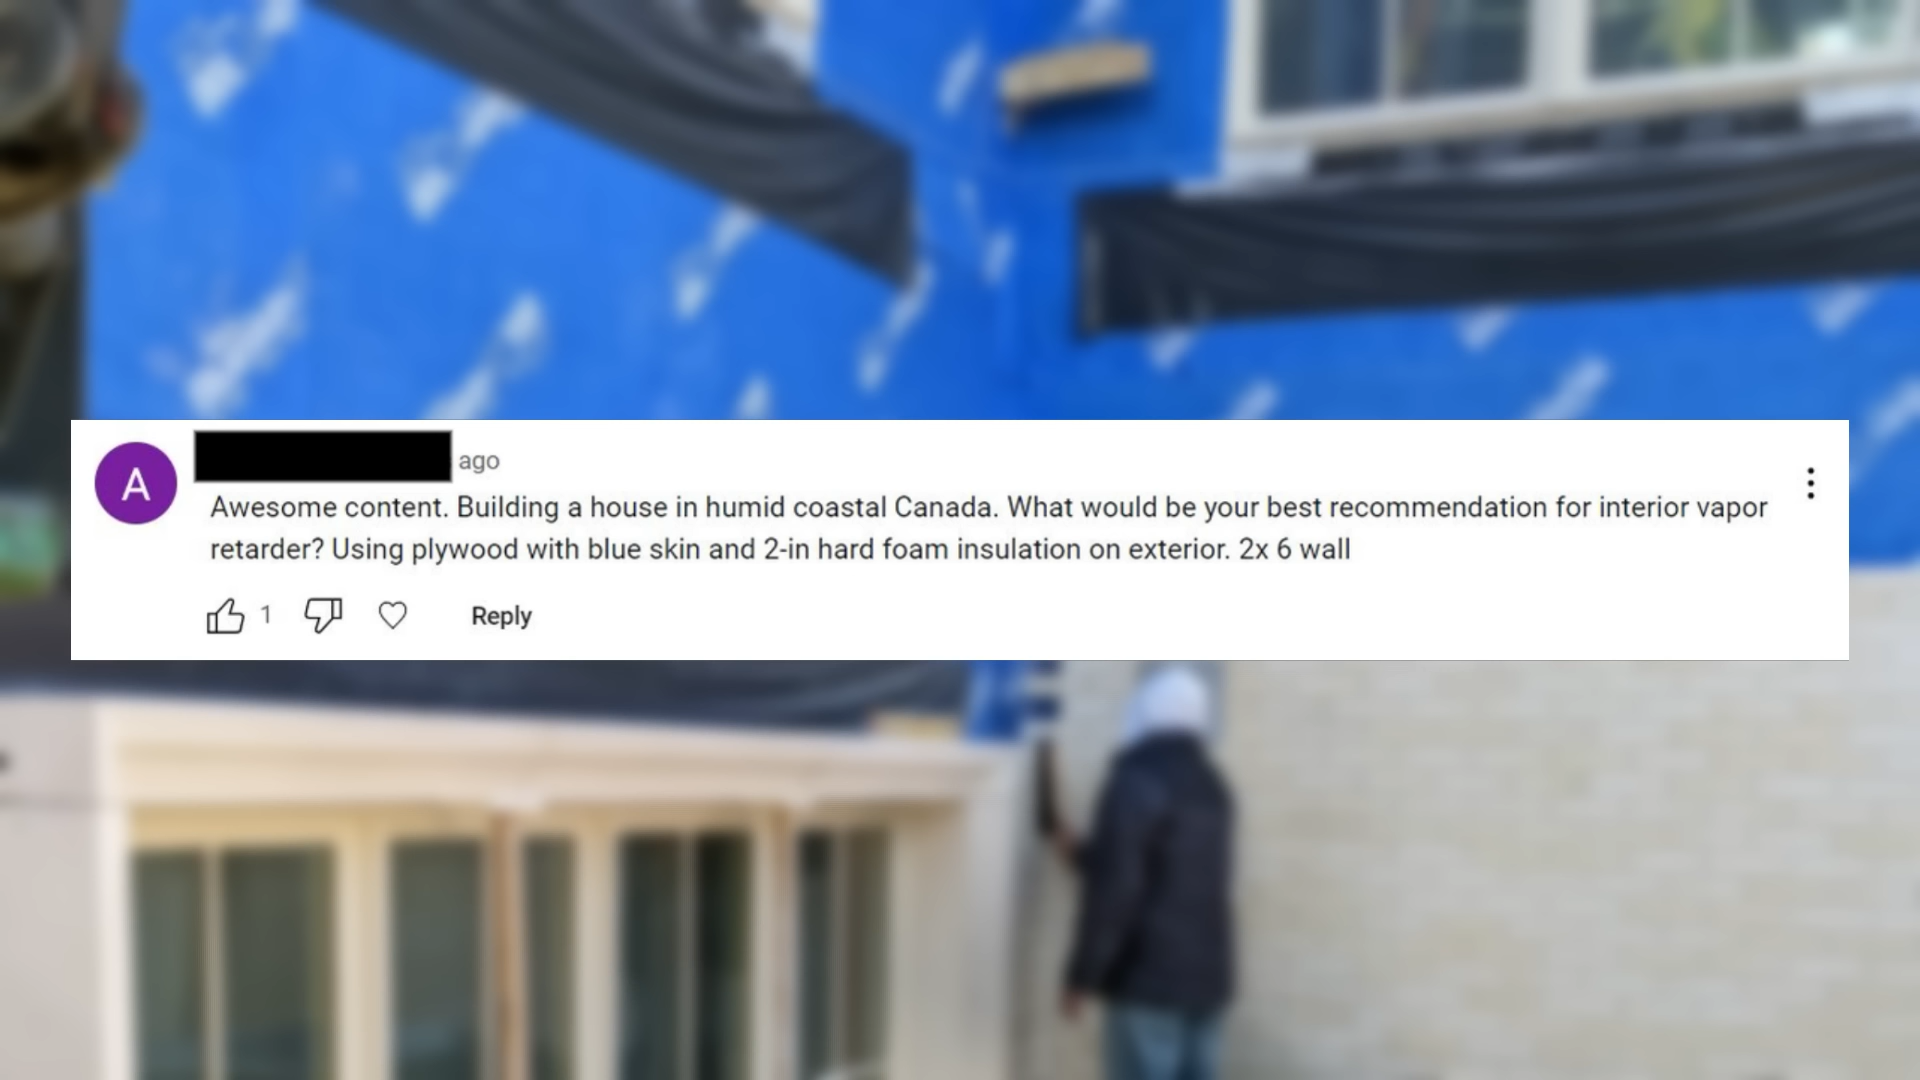 A
ago
Awesome content. Building a house in humid coastal Canada. What would be your best recommendation for interior vapor
retarder? Using plywood with blue skin and 2-in hard foam insulation on exterior. 2x 6 wall
1
Reply